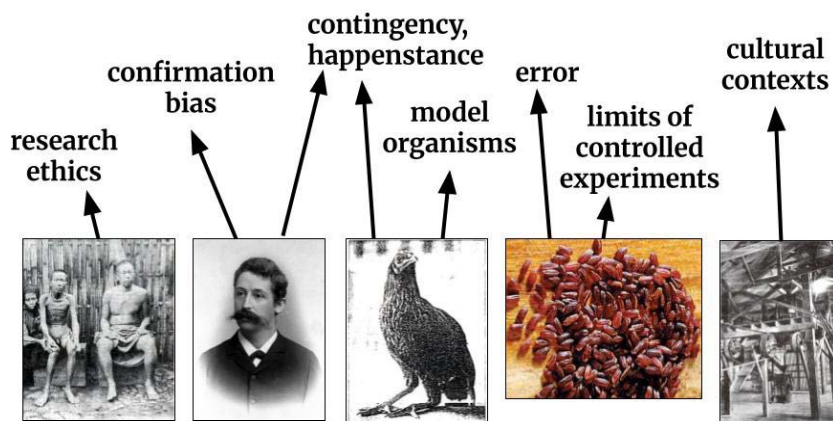 research
ethics
confirmation
bias
contingency,
happenstance
model
organisms
error
limits of
controlled
experiments
cultural
contexts